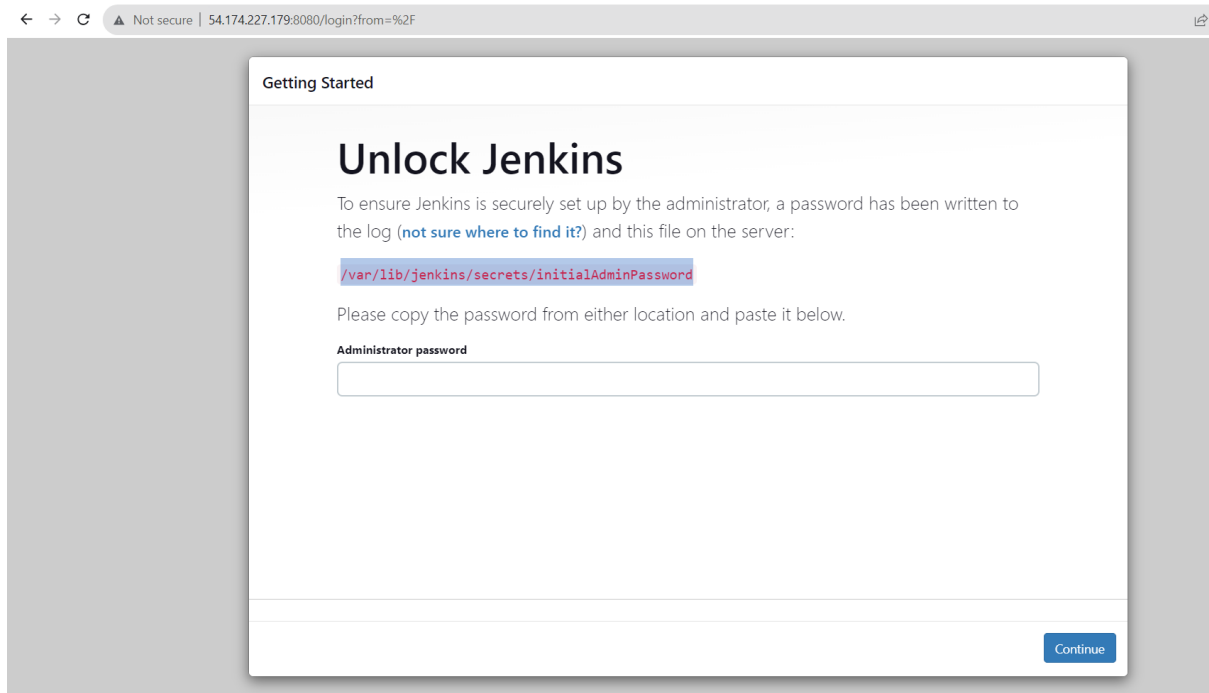 Not secure | 54.174.227.179:8080/login?from=%2F
Getting Started
Unlock Jenkins
To ensure Jenkins is securely set up by the administrator, a password has been written to
the log (not sure where to find it?) and this file on the server:
/var/lib/jenkins/secrets/initialAdminPassword
Please copy the password from either location and paste it below.
Administrator password
Continue